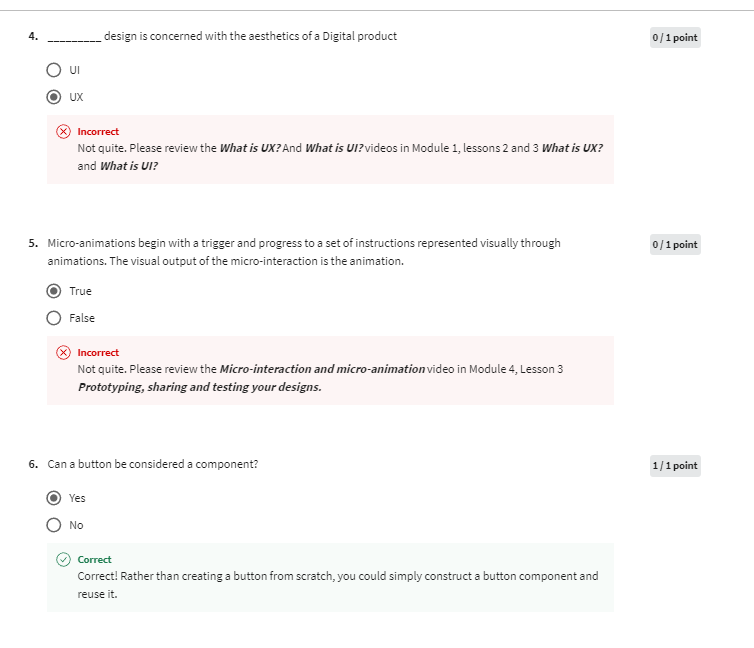 4. _________ design is concerned with the aesthetics of a Digital product
0 / 1 point
UI
UX
Incorrect
Not quite. Please review the What is UX? And What is UI? videos in Module 1, lessons 2 and 3 What is UX?
and What is UI?
5. Micro-animations begin with a trigger and progress to a set of instructions represented visually through
0 / 1 point
animations. The visual output of the micro-interaction is the animation.
True
False
Incorrect
Not quite. Please review the Micro-interaction and micro-animation video in Module 4, Lesson 3
Prototyping, sharing and testing your designs.
6. Can a button be considered a component?
1 / 1 point
Yes
No
Correct
Correct! Rather than creating a button from scratch, you could simply construct a button component and
reuse it.